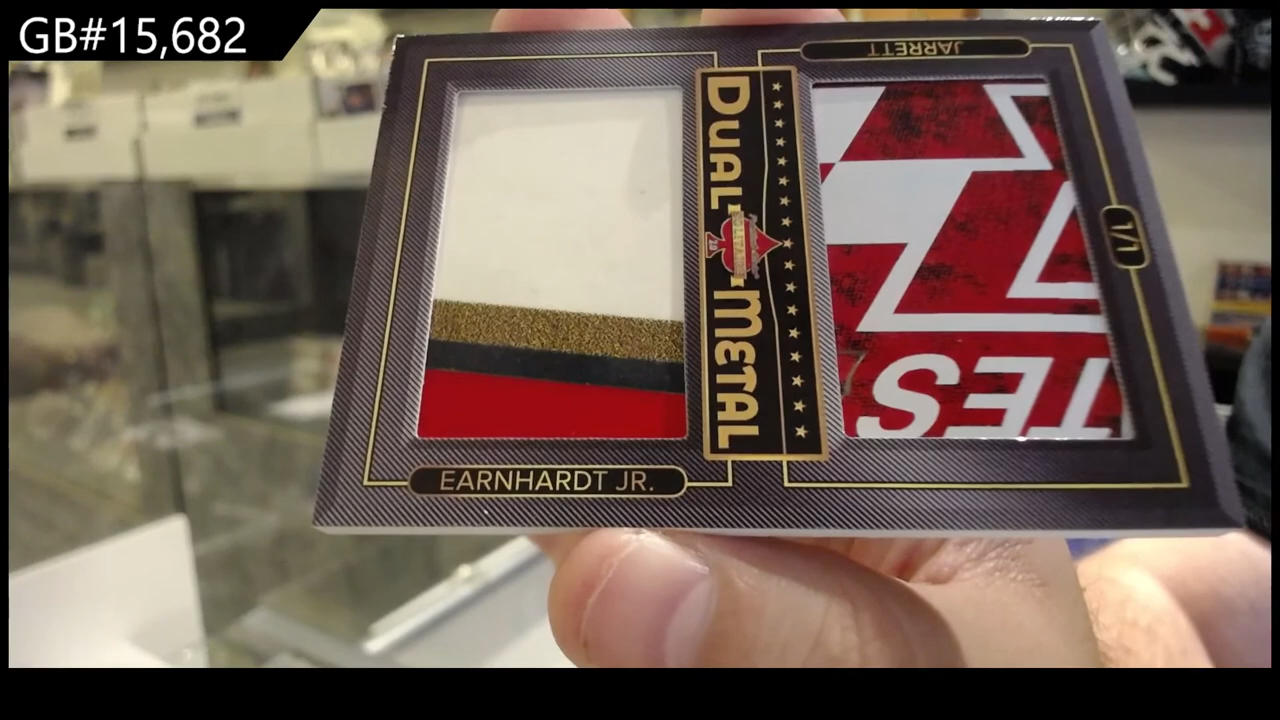 GB#15,682
JARRETT
DUAL METAL
1/1
TES
EARNHARDT JR.